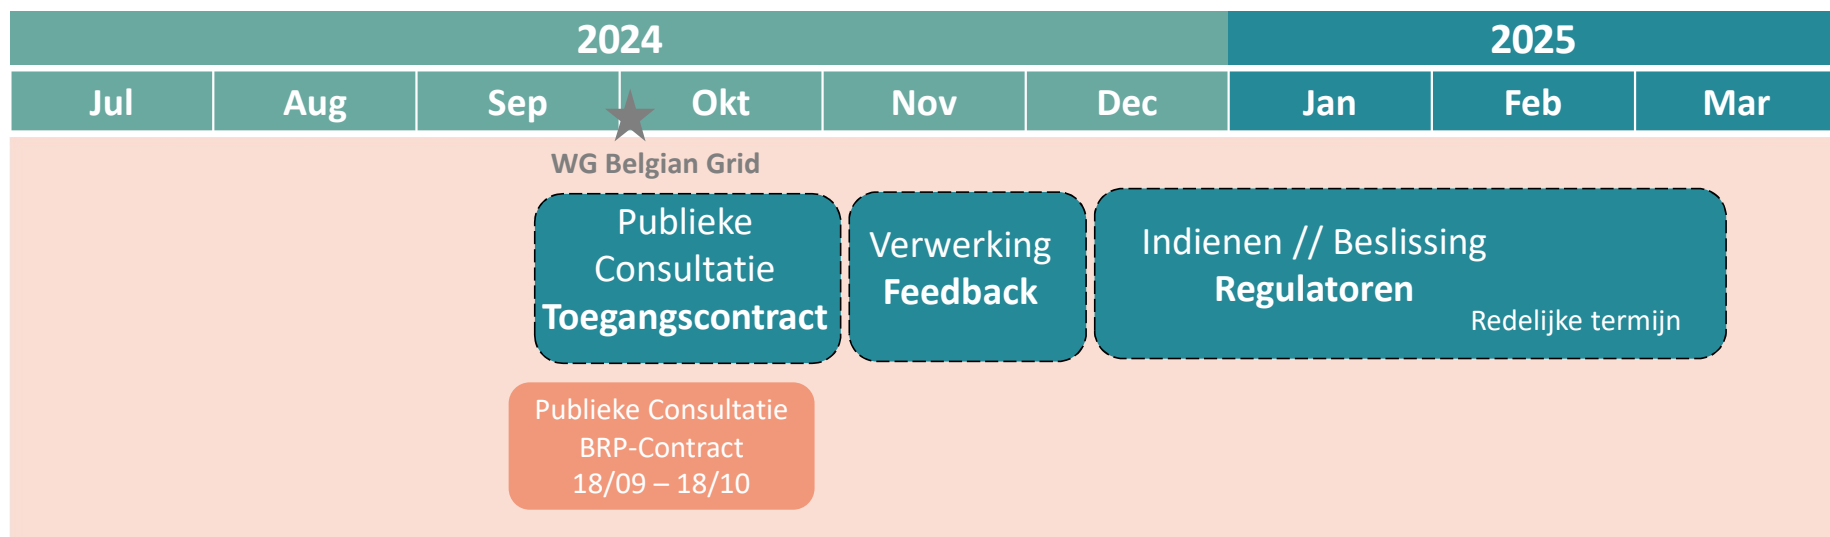 2024
2025
Jul
Aug
Sep
Okt
Nov
Dec
Jan
Feb
Mar
WG Belgian Grid
Publieke
Consultatie
Toegangscontract
Verwerking
Feedback
Indienen // Beslissing
Regulatoren
Redelijke termijn
Publieke Consultatie
BRP-Contract
18/09 – 18/10